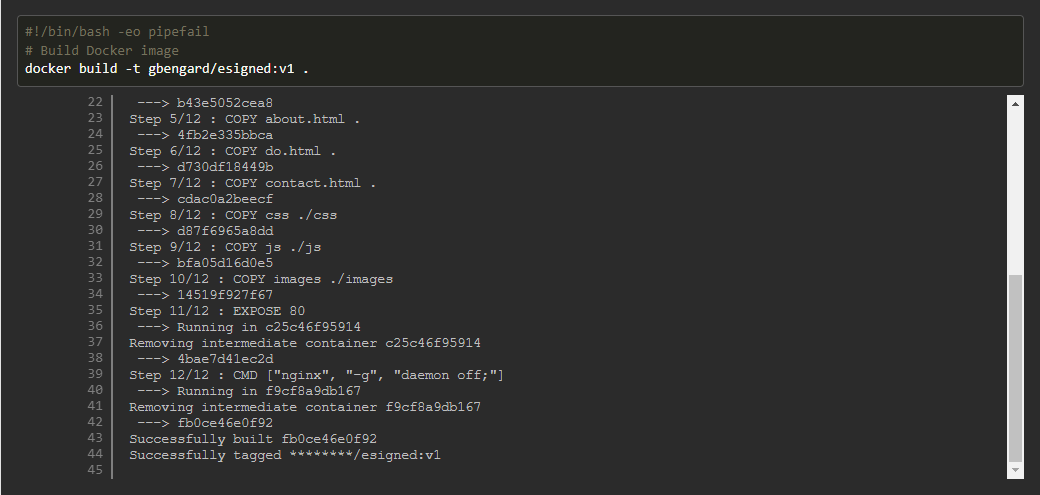 #!/bin/bash -eo pipefail
# Build Docker image
docker build -t gbengard/esigned:v1 .
22 ---> b43e5052cea8
23 Step 5/12 : COPY about.html .
24 ---> 4fb2e335bbca
25 Step 6/12 : COPY do.html .
26 ---> d730df18449b
27 Step 7/12 : COPY contact.html .
28 ---> cdac0a2beecf
29 Step 8/12 : COPY css ./css
30 ---> d87f6965a8dd
31 Step 9/12 : COPY js ./js
32 ---> bfa05d16d0e5
33 Step 10/12 : COPY images ./images
34 ---> 14519f927f67
35 Step 11/12 : EXPOSE 80
36 ---> Running in c25c46f95914
37 Removing intermediate container c25c46f95914
38 ---> 4bae7d41ec2d
39 Step 12/12 : CMD ["nginx", "-g", "daemon off;"]
40 ---> Running in f9cf8a9db167
41 Removing intermediate container f9cf8a9db167
42 ---> fb0ce46e0f92
43 Successfully built fb0ce46e0f92
44 Successfully tagged ********/esigned:v1
45